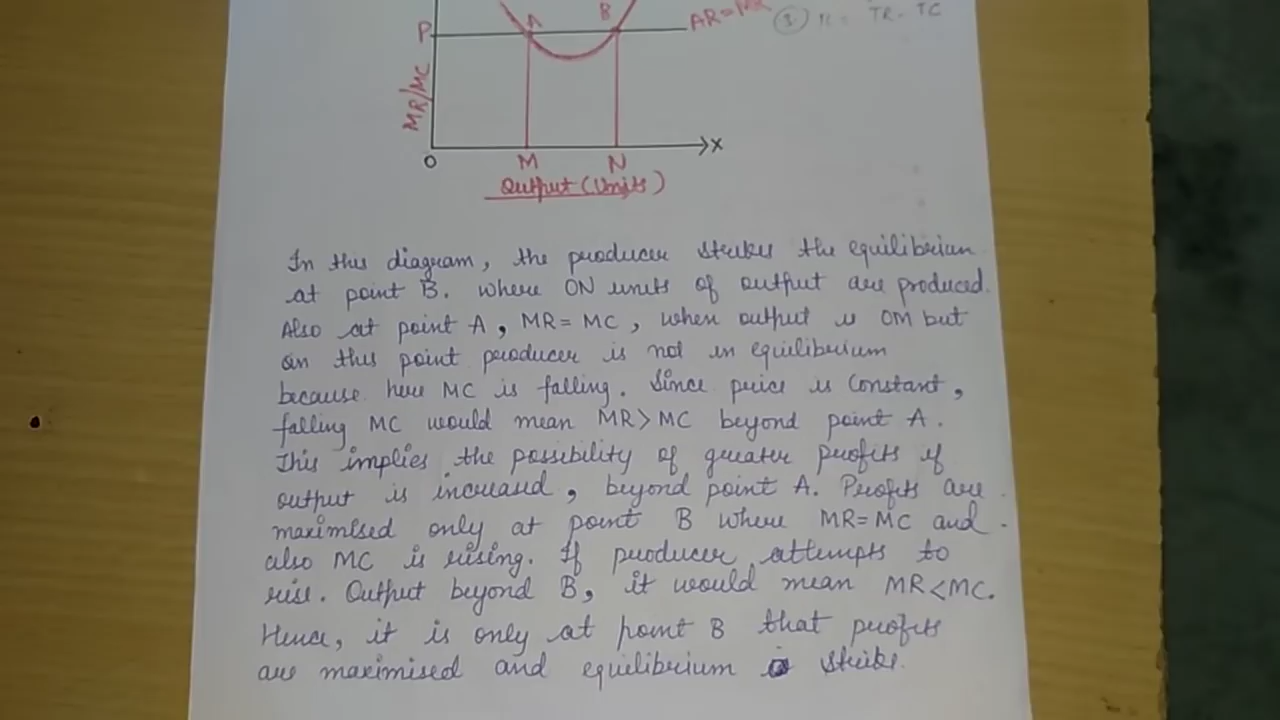 A B AR=MR
③ π = TR - TC
P
MR/MC
O M N X
Output (Units)
In this diagram, the producer strikes the equilibrium
at point B. where ON units of output are produced.
Also at point A, MR = MC, when output is OM but
on this point producer is not in equilibrium
because here MC is falling. Since price is constant,
falling MC would mean MR > MC beyond point A.
This implies the possibility of greater profits if
output is increased, beyond point A. Profits are
maximised only at point B where MR = MC and
also MC is rising. If producer attempts to
rise. Output beyond B, it would mean MR < MC.
Hence, it is only at point B that profits
are maximised and equilibrium is strike.